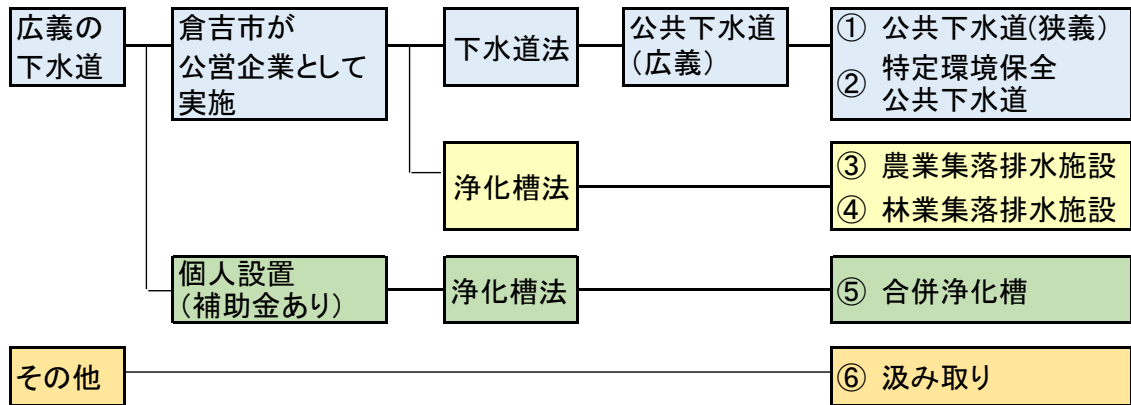 広義の
下水道
倉吉市が
公営企業として
実施
下水道法
公共下水道
(広義)
① 公共下水道(狭義)
② 特定環境保全
公共下水道
浄化槽法
③ 農業集落排水施設
④ 林業集落排水施設
個人設置
(補助金あり)
浄化槽法
⑤ 合併浄化槽
その他
⑥ 汲み取り